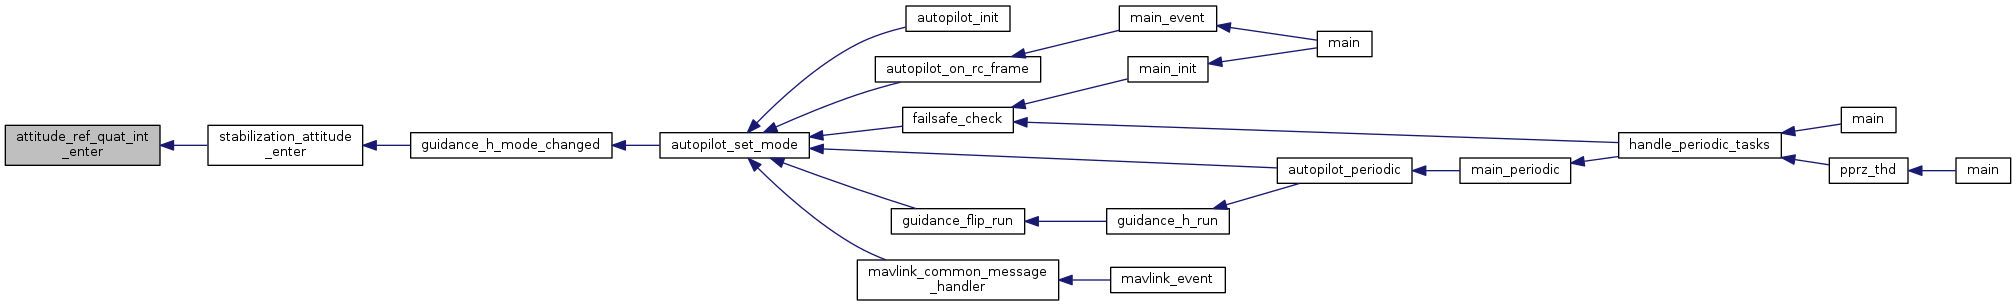 attitude_ref_quat_int
_enter
stabilization_attitude
_enter
guidance_h_mode_changed
autopilot_set_mode
autopilot_init
autopilot_on_rc_frame
main_event
main
failsafe_check
main_init
handle_periodic_tasks
main
pprz_thd
main
autopilot_periodic
main_periodic
guidance_flip_run
guidance_h_run
mavlink_common_message
_handler
mavlink_event